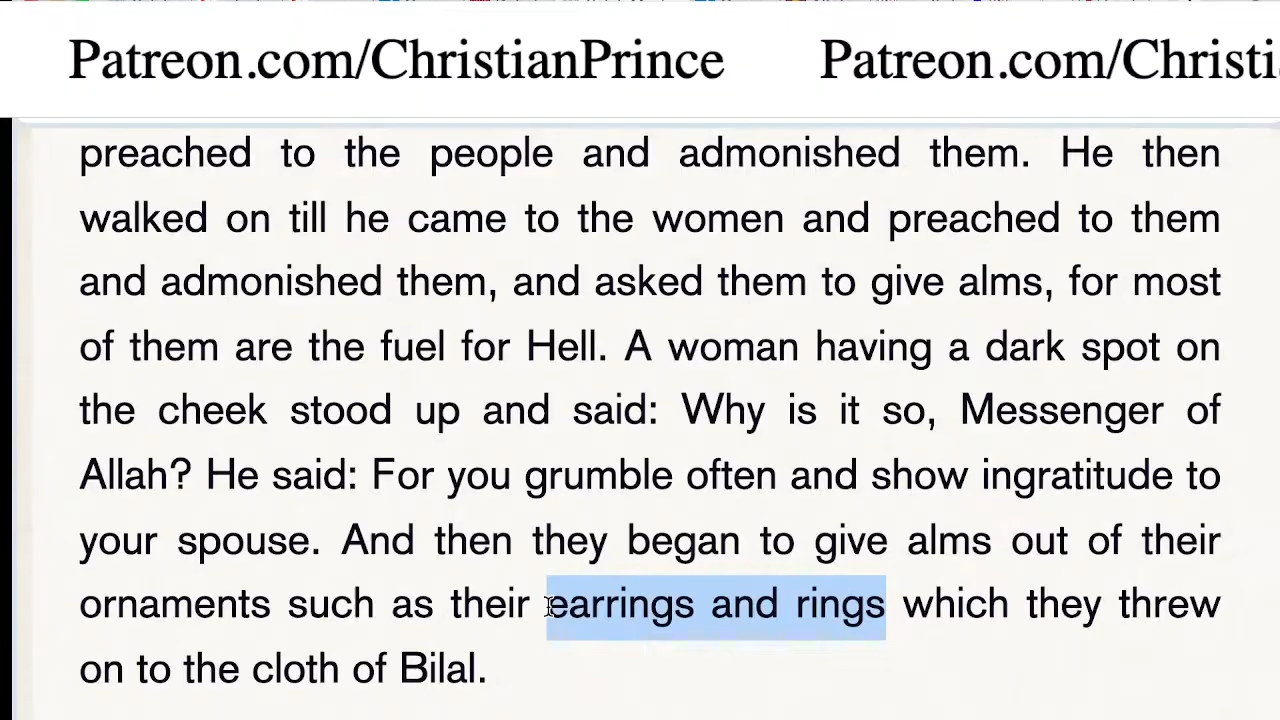 Patreon.com/ChristianPrince Patreon.com/Christi
preached to the people and admonished them. He then
walked on till he came to the women and preached to them
and admonished them, and asked them to give alms, for most
of them are the fuel for Hell. A woman having a dark spot on
the cheek stood up and said: Why is it so, Messenger of
Allah? He said: For you grumble often and show ingratitude to
your spouse. And then they began to give alms out of their
ornaments such as their earrings and rings which they threw
on to the cloth of Bilal.